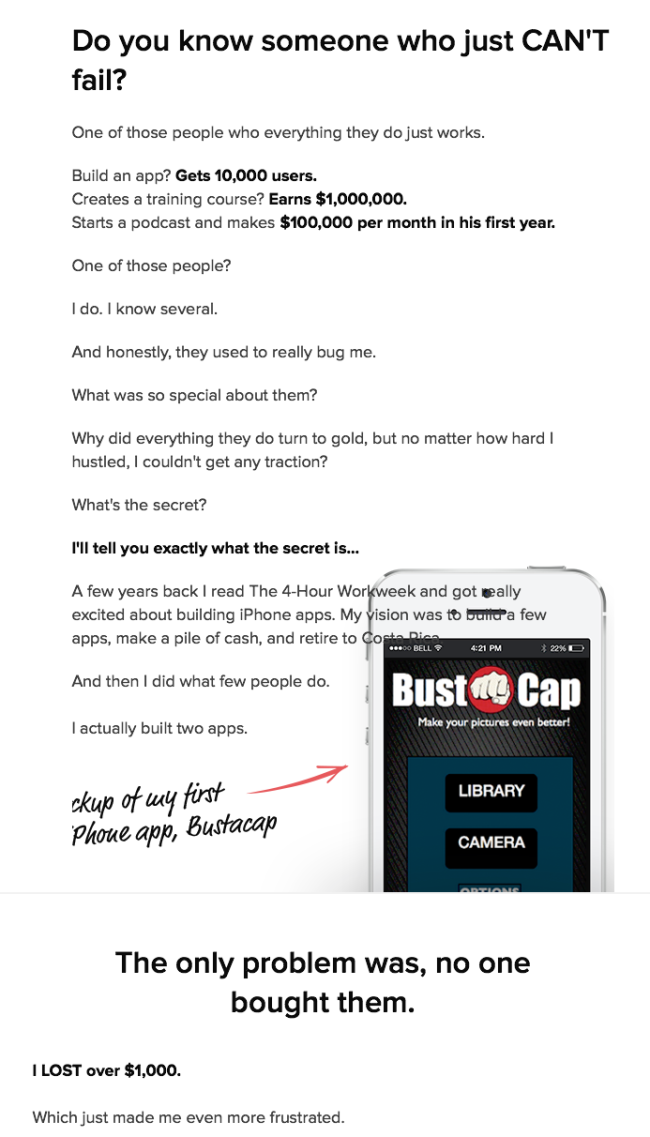 Do you know someone who just CAN'T
fail?
One of those people who everything they do just works.
Build an app? Gets 10,000 users.
Creates a training course? Earns $1,000,000.
Starts a podcast and makes $100,000 per month in his first year.
One of those people?
I do. I know several.
And honestly, they used to really bug me.
What was so special about them?
Why did everything they do turn to gold, but no matter how hard I
hustled, I couldn't get any traction?
What's the secret?
I'll tell you exactly what the secret is...
A few years back I read The 4-Hour Workweek and got really
excited about building iPhone apps. My vision was to build a few
apps, make a pile of cash, and retire to Costa Rica
BELL 4:21 PM 22%
And then I did what few people do.
I actually built two apps.
Bust Cap
Make your pictures even better!
LIBRARY
CAMERA
OPTIONS
ckup of my first
Phone app, Bustacap
The only problem was, no one
bought them.
I LOST over $1,000.
Which just made me even more frustrated.